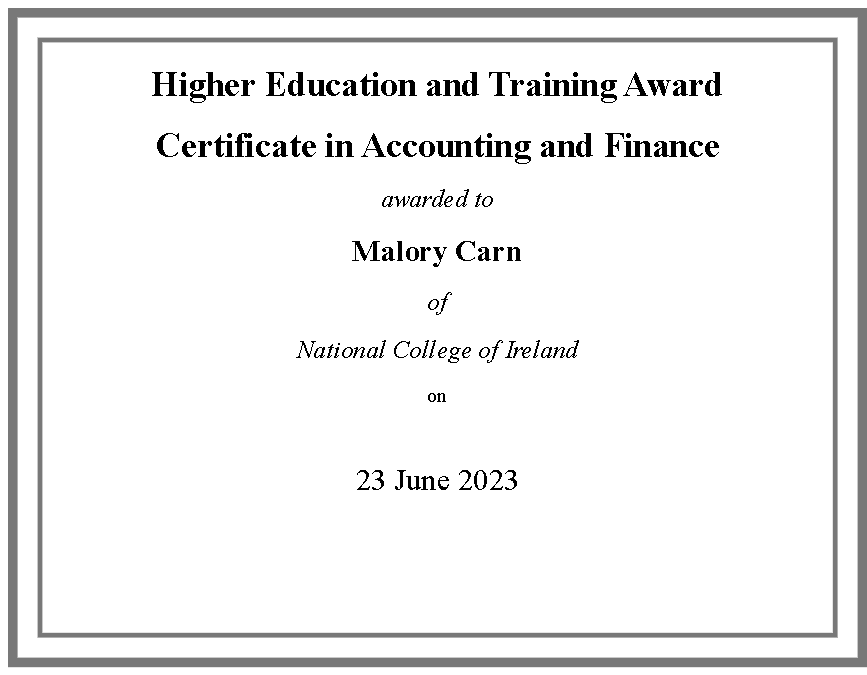 Higher Education and Training Award
Certificate in Accounting and Finance
awarded to
Malory Carn
of
National College of Ireland
on
23 June 2023